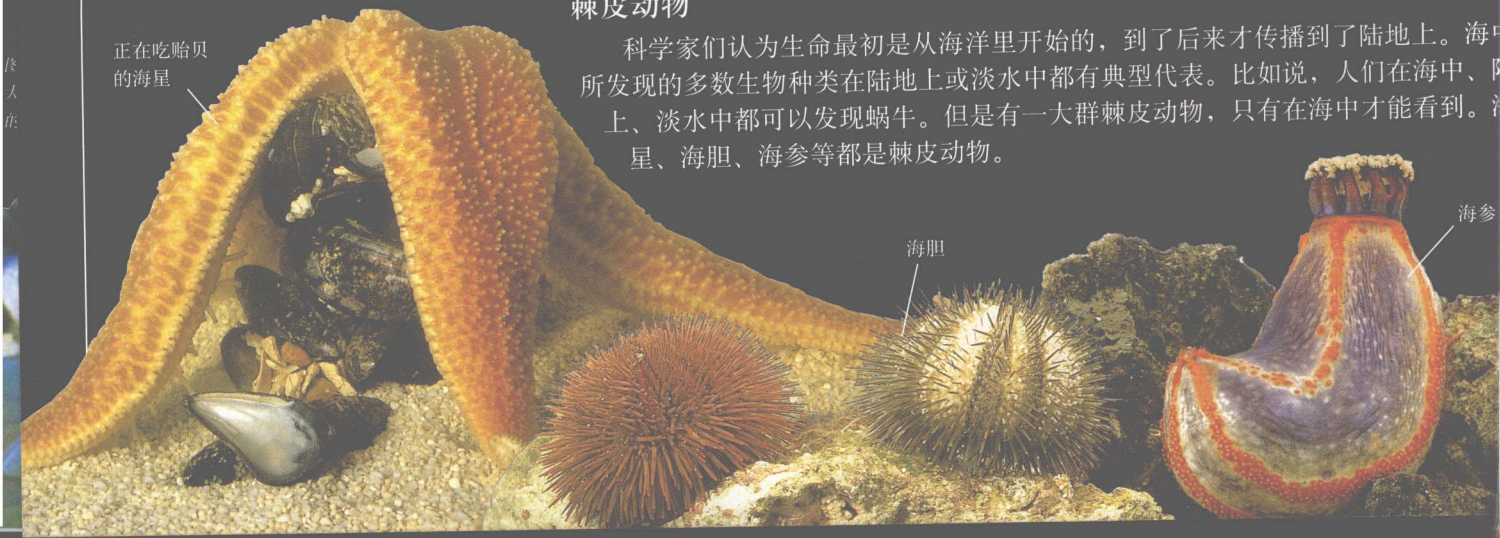 棘皮动物
科学家们认为生命最初是从海洋里开始的，到了后来才传播到了陆地上。海中
所发现的多数生物种类在陆地上或淡水中都有典型代表。比如说，人们在海中、陆
上、淡水中都可以发现蜗牛。但是有一大群棘皮动物，只有在海中才能看到。海
星、海胆、海参等都是棘皮动物。
正在吃贻贝
的海星
海胆
海参